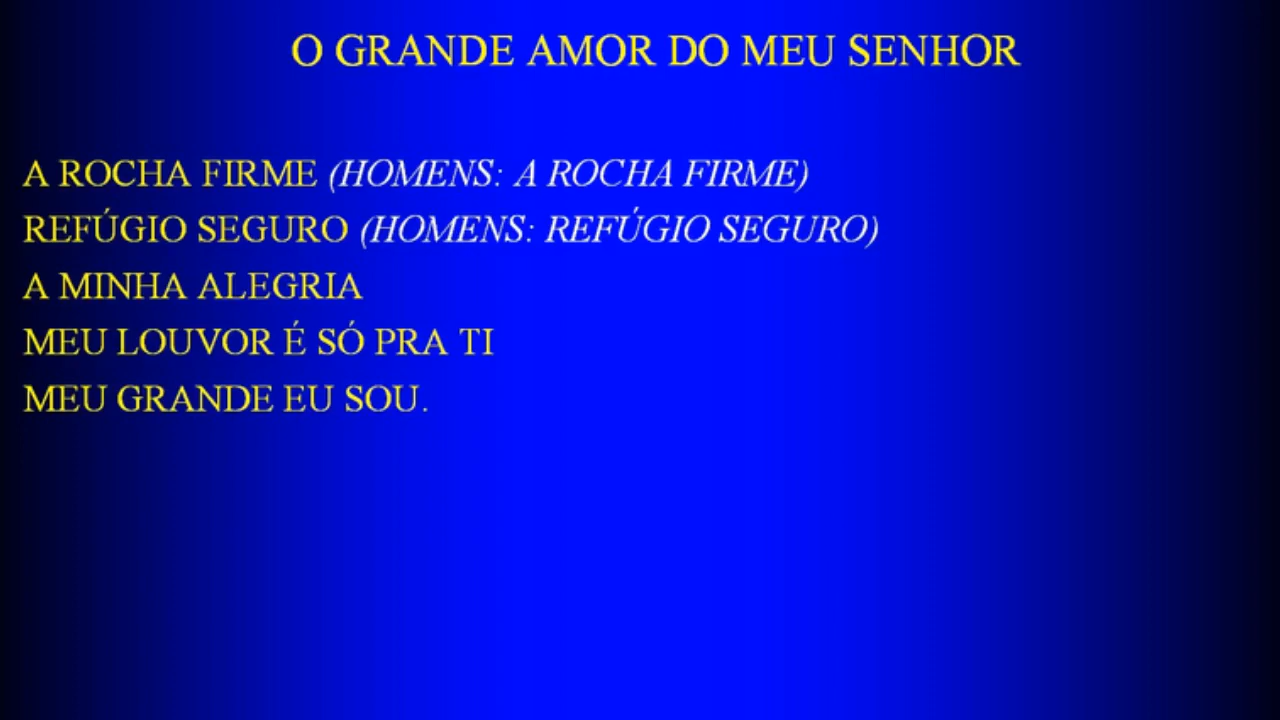 O GRANDE AMOR DO MEU SENHOR
A ROCHA FIRME (HOMENS: A ROCHA FIRME)
REFÚGIO SEGURO (HOMENS: REFÚGIO SEGURO)
A MINHA ALEGRIA
MEU LOUVOR É SÓ PRA TI
MEU GRANDE EU SOU.